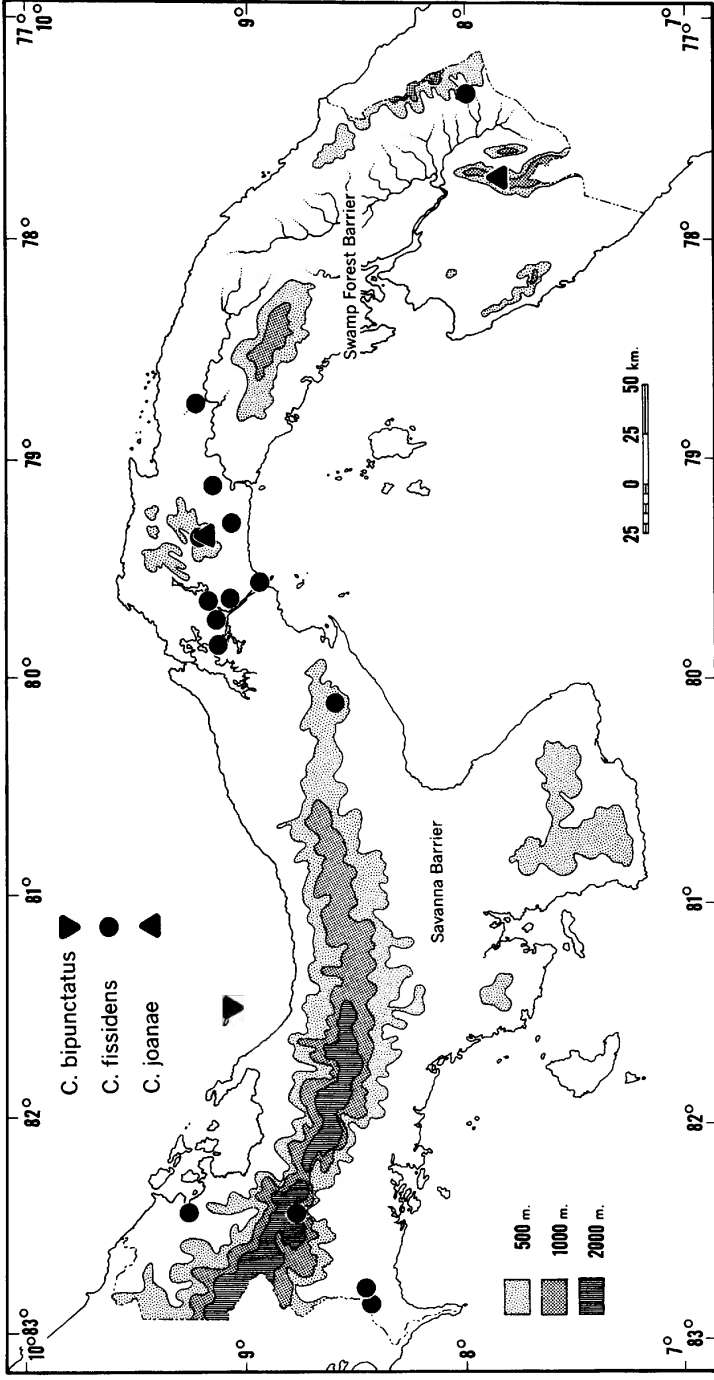 10 83°
82°
81°
80°
79°
78°
77° 10
C. bipunctatus
C. fissidens
C. joanae
9°
9°
Swamp Forest Barrier
Savanna Barrier
8°
8°
500 m.
1000 m.
2000 m.
25 0 25 50 km.
7°
7°
83°
82°
81°
80°
79°
78°
77°